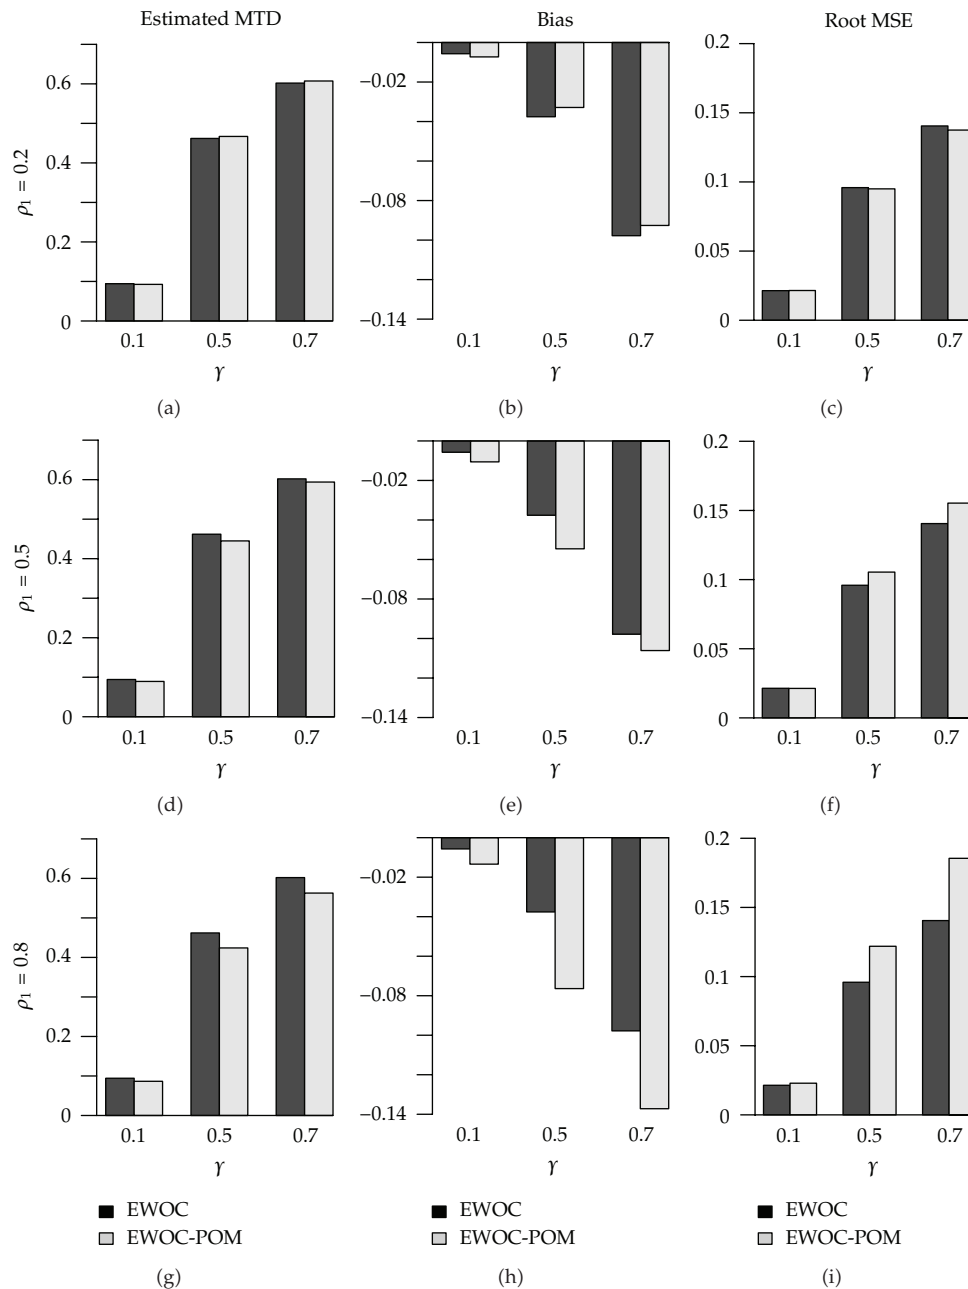 Estimated MTD
Bias
Root MSE
ρ1 = 0.2
0.6
0.4
0.2
0
0.1 0.5 0.7
γ
(a)
−0.02
−0.08
−0.14
0.1 0.5 0.7
γ
(b)
0.2
0.15
0.1
0.05
0
0.1 0.5 0.7
γ
(c)
ρ1 = 0.5
0.6
0.4
0.2
0
0.1 0.5 0.7
γ
(d)
−0.02
−0.08
−0.14
0.1 0.5 0.7
γ
(e)
0.2
0.15
0.1
0.05
0
0.1 0.5 0.7
γ
(f)
ρ1 = 0.8
0.6
0.4
0.2
0
0.1 0.5 0.7
γ
EWOC
EWOC-POM
(g)
−0.02
−0.08
−0.14
0.1 0.5 0.7
γ
EWOC
EWOC-POM
(h)
0.2
0.15
0.1
0.05
0
0.1 0.5 0.7
γ
EWOC
EWOC-POM
(i)